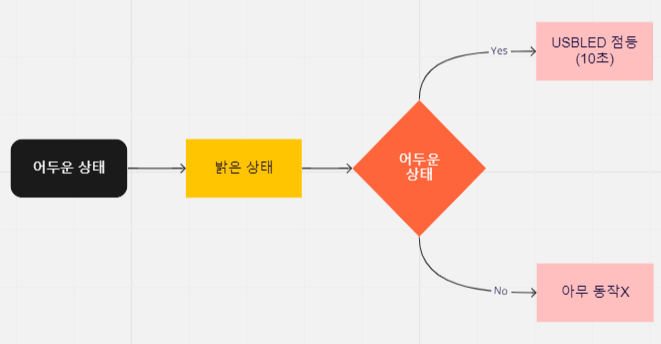 어두운 상태
밝은 상태
어두운
상태
Yes
USBLED 점등
(10초)
No
아무 동작X